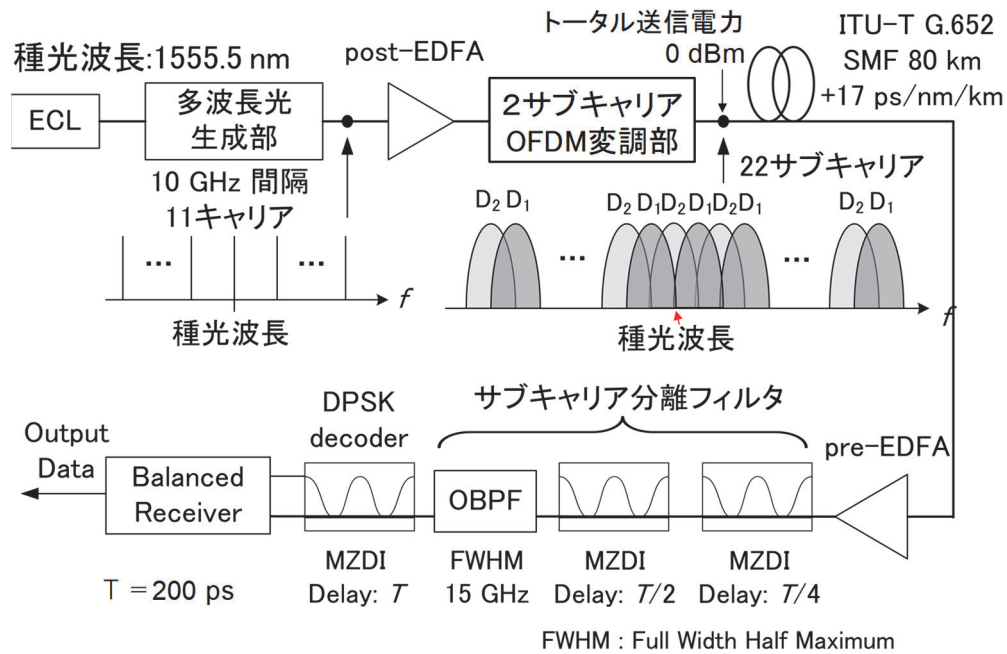 種光波長:1555.5 nm
ECL
多波長光
生成部
post-EDFA
2サブキャリア
OFDM変調部
トータル送信電力
0 dBm
ITU-T G.652
SMF 80 km
+17 ps/nm/km
10 GHz 間隔
11キャリア
... ...
f
種光波長
22サブキャリア
D2 D1 D2 D1 D2 D1 D2 D1 D2 D1
... ...
f
種光波長
サブキャリア分離フィルタ
pre-EDFA
DPSK
decoder
Output
Data
Balanced
Receiver
OBPF
MZDI
Delay: T
FWHM
15 GHz
MZDI
Delay: T/2
MZDI
Delay: T/4
T = 200 ps
FWHM : Full Width Half Maximum